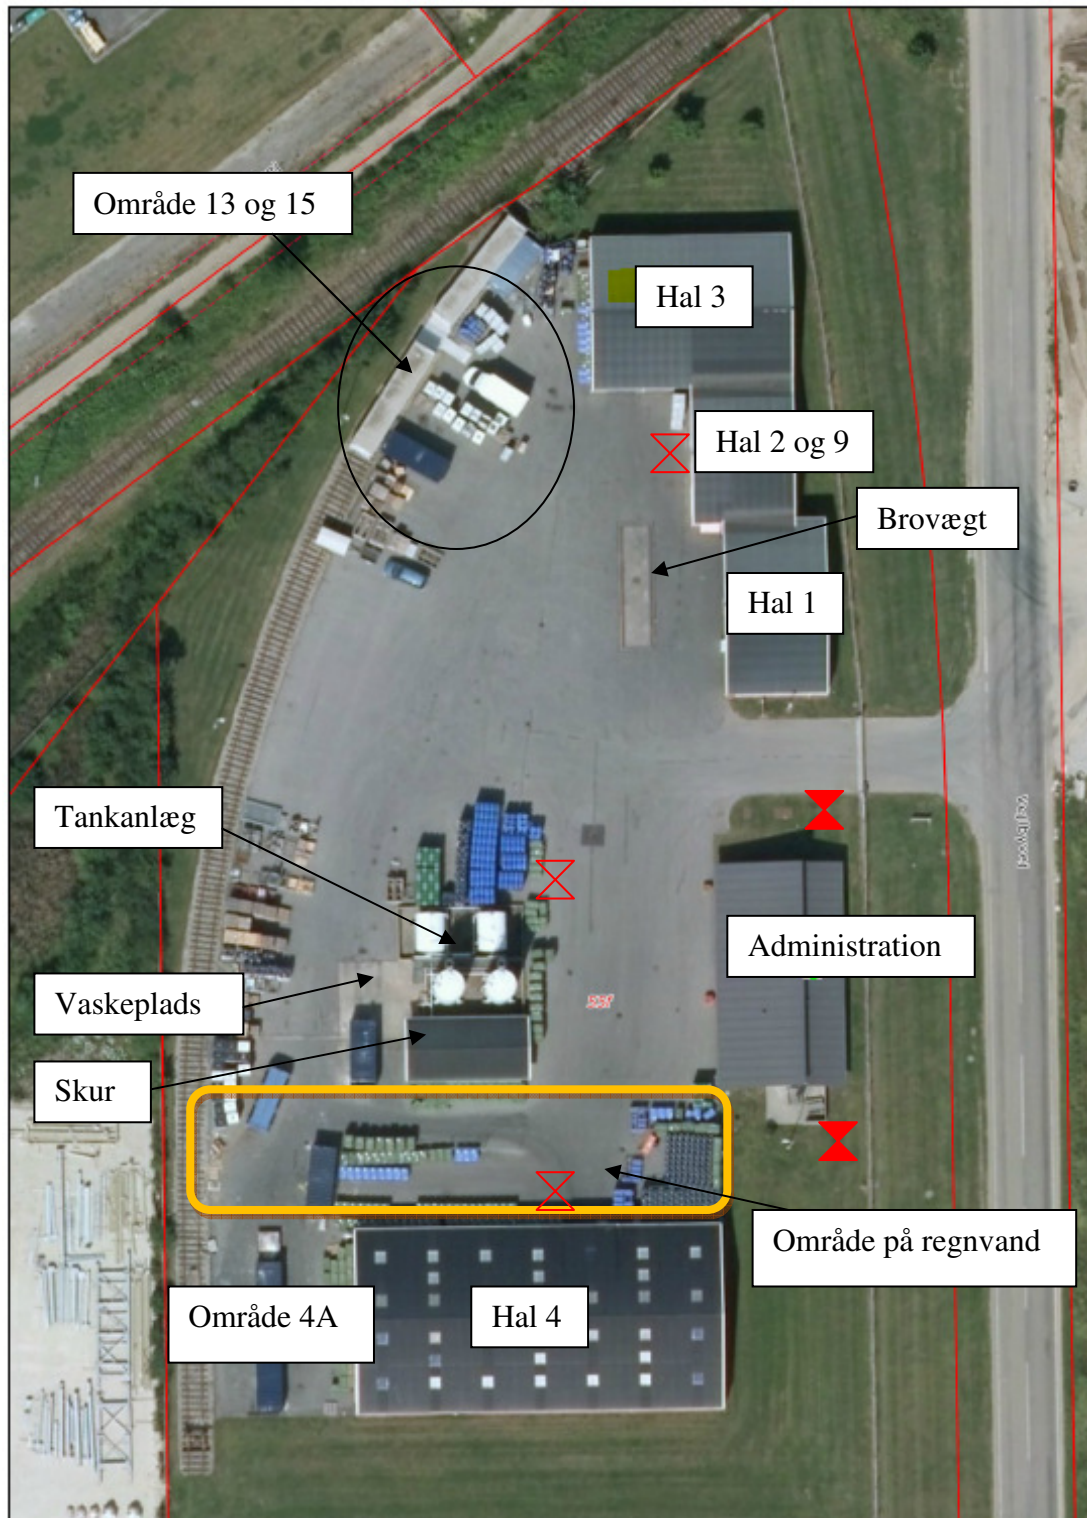 Område 13 og 15
Hal 3
Hal 2 og 9
Brovægt
Hal 1
Tankanlæg
Administration
Vaskeplads
Skur
Område på regnvand
Område 4A
Hal 4